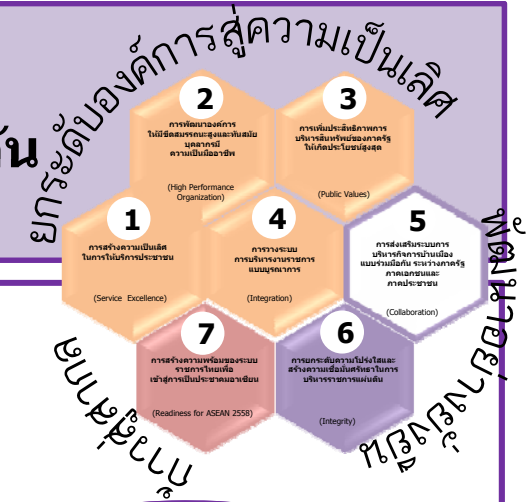 ยกระดับองค์การสู่ความเป็นเลิศ
2
การพัฒนาองค์การ
ให้มีขีดสมรรถนะสูงและทันสมัย
บุคลากรมี
ความเป็นมืออาชีพ
(High Performance
Organization)
3
การเพิ่มประสิทธิภาพการ
บริหารสินทรัพย์ของภาครัฐ
ให้เกิดประโยชน์สูงสุด
(Public Values)
1
การสร้างความเป็นเลิศ
ในการให้บริการประชาชน
(Service Excellence)
4
การวางระบบ
การบริหารงานราชการ
แบบบูรณาการ
(Integration)
5
การส่งเสริมระบบการ
บริหารกิจการบ้านเมือง
แบบร่วมมือกัน ระหว่างภาครัฐ
ภาคเอกชนและ
ภาคประชาชน
(Collaboration)
พัฒนาอย่างยั่งยืน
7
การสร้างความพร้อมของระบบ
ราชการไทยเพื่อ
เข้าสู่การเป็นประชาคมอาเซียน
(Readiness for ASEAN 2558)
6
การยกระดับความโปร่งใสและ
สร้างความเชื่อมั่นศรัทธาในการ
บริหารราชการแผ่นดิน
(Integrity)
ก้าวสู่สากล